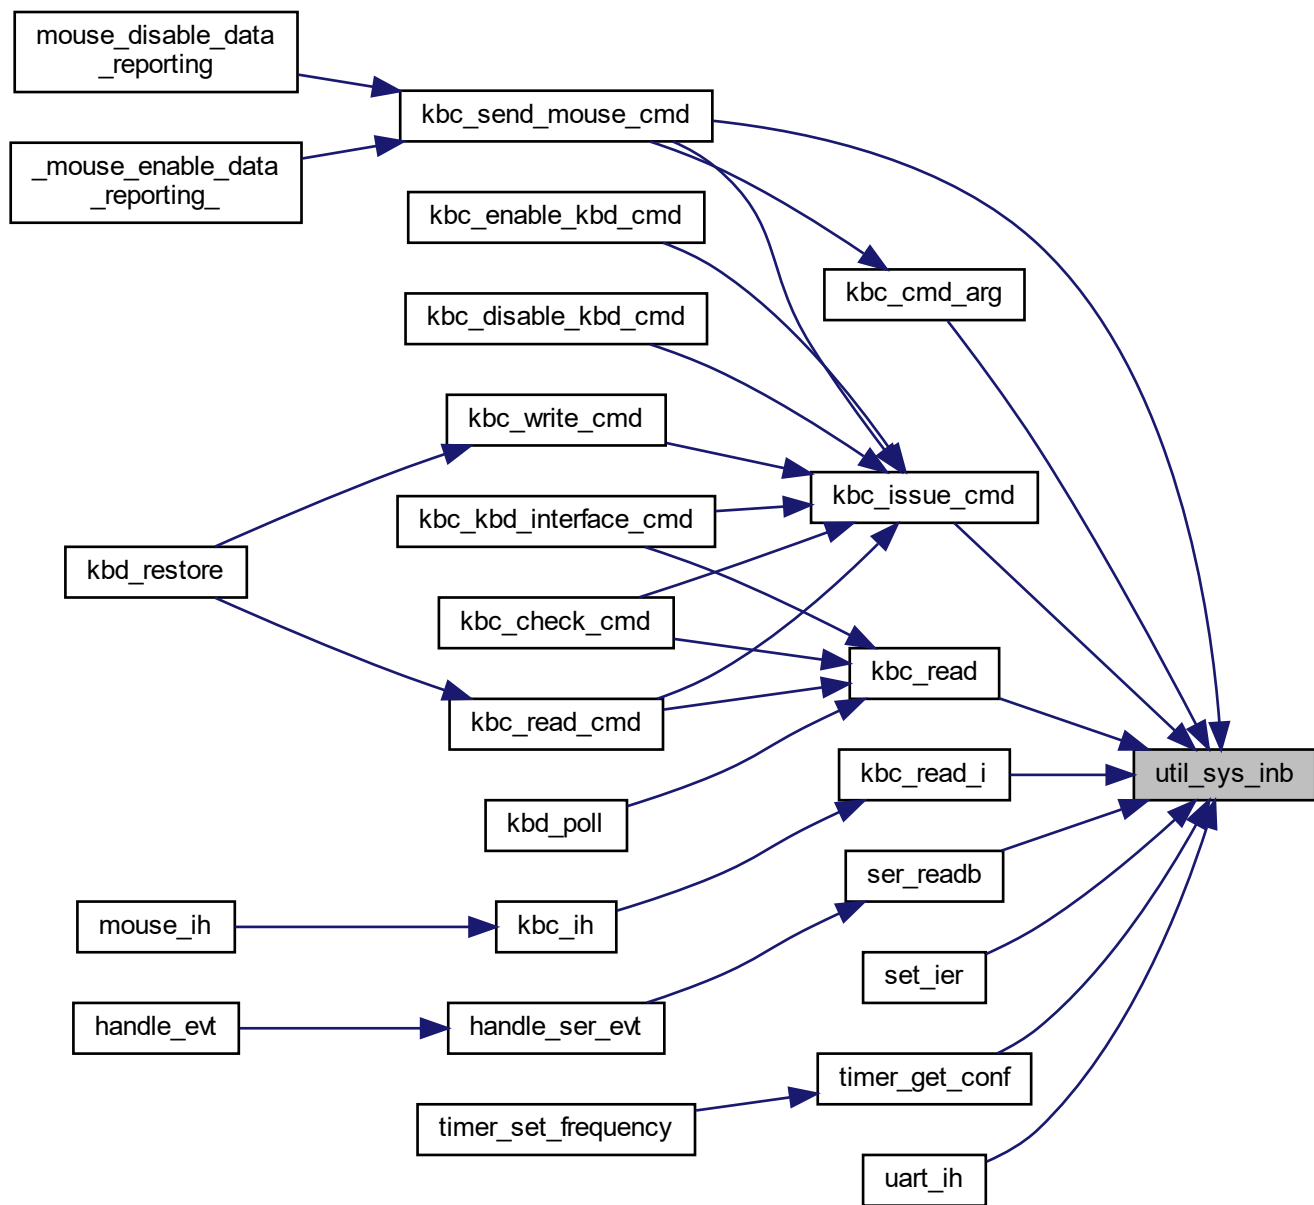 mouse_disable_data
_reporting
kbc_send_mouse_cmd
_mouse_enable_data
_reporting_
kbc_enable_kbd_cmd
kbc_cmd_arg
kbc_disable_kbd_cmd
kbc_write_cmd
kbc_issue_cmd
kbc_kbd_interface_cmd
kbd_restore
kbc_check_cmd
kbc_read
kbc_read_cmd
kbc_read_i
util_sys_inb
kbd_poll
ser_readb
mouse_ih
kbc_ih
set_ier
handle_evt
handle_ser_evt
timer_get_conf
timer_set_frequency
uart_ih